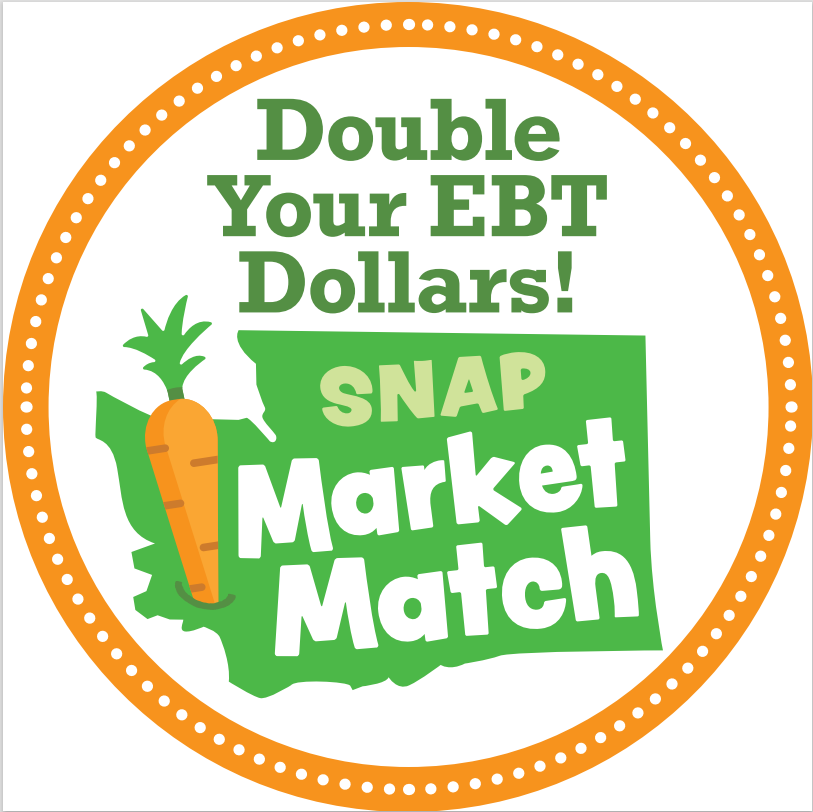 Double
Your EBT
Dollars!
SNAP
Market
Match